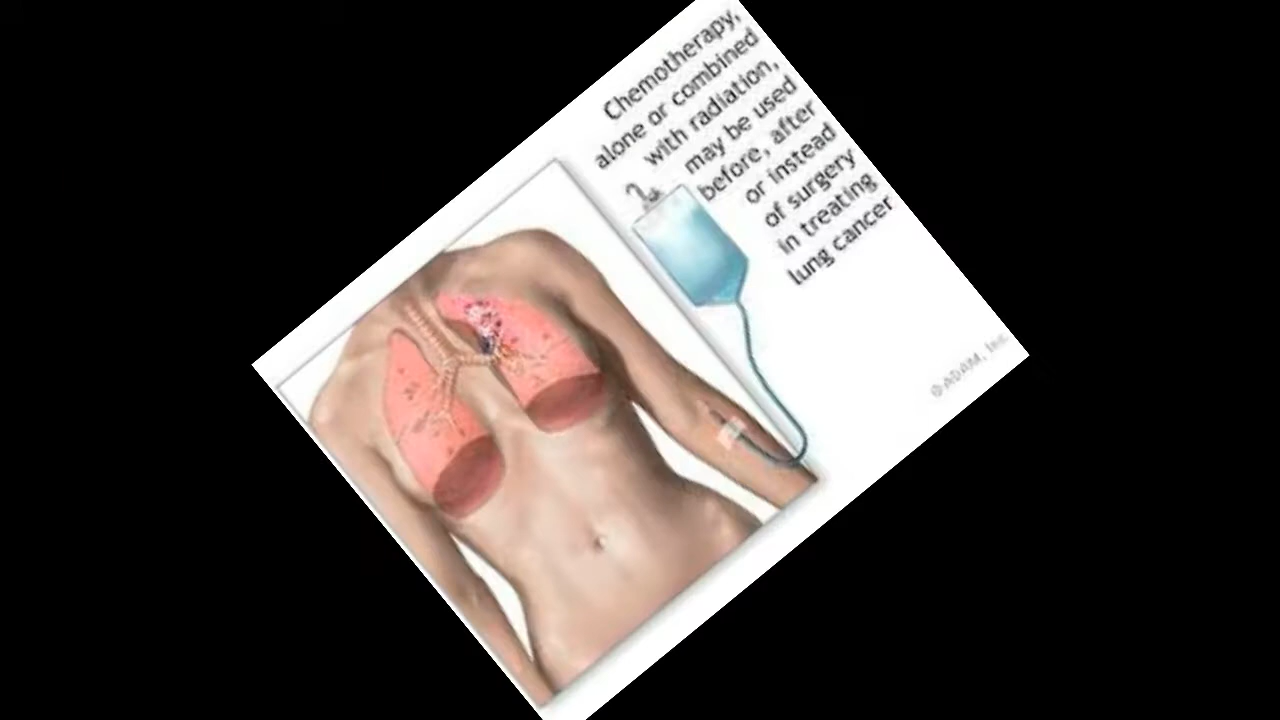 Chemotherapy,
alone or combined
with radiation,
may be used
before, after
or instead
of surgery
in treating
lung cancer
©ADAM, Inc.